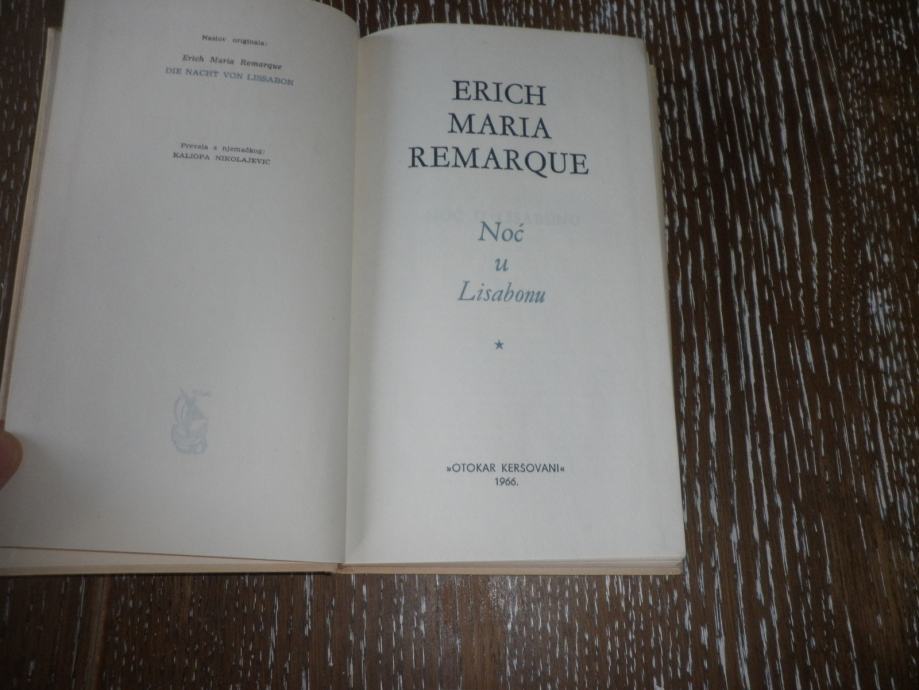 Naslov originala:
Erich Maria Remarque
DIE NACHT VON LISSABON
Prevela s njemačkog:
KALIOPA NIKOLAJEVIĆ
ERICH
MARIA
REMARQUE
Noć
u
Lisabonu
»OTOKAR KERŠOVANI«
1966.